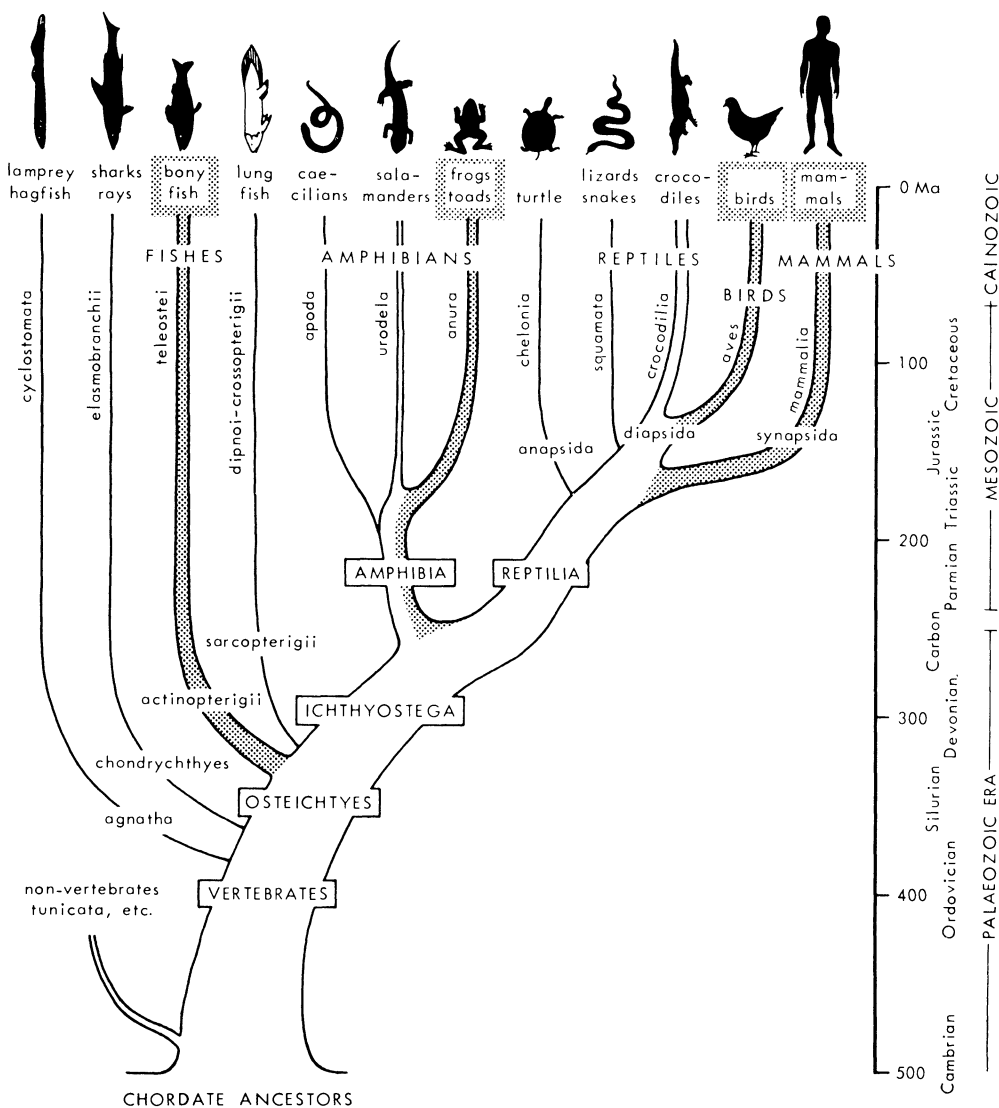 lamprey
hagfish
sharks
rays
bony
fish
lung
fish
cae-
cilians
sala-
manders
frogs
toads
turtle
lizards
snakes
croco-
diles
birds
mam-
mals
0 Ma
FISHES
AMPHIBIANS
REPTILES
MAMMALS
BIRDS
cyclostomata
elasmobranchii
teleostei
dipnoi-crossopterigii
apoda
urodela
anura
chelonia
squamata
crocodilia
aves
mammalia
100
anapsida
diapsida
synapsida
200
AMPHIBIA
REPTILIA
sarcopterigii
actinopterigii
ICHTHYOSTEGA
300
chondrychthyes
OSTEICHTYES
agnatha
non-vertebrates
tunicata, etc.
VERTEBRATES
400
500
CHORDATE ANCESTORS
Cambrian
Ordovician
Silurian
Devonian.
Carbon
Parmian
Triassic
Jurassic
Cretaceous
PALAEOZOIC ERA
MESOZOIC
CAINOZOIC